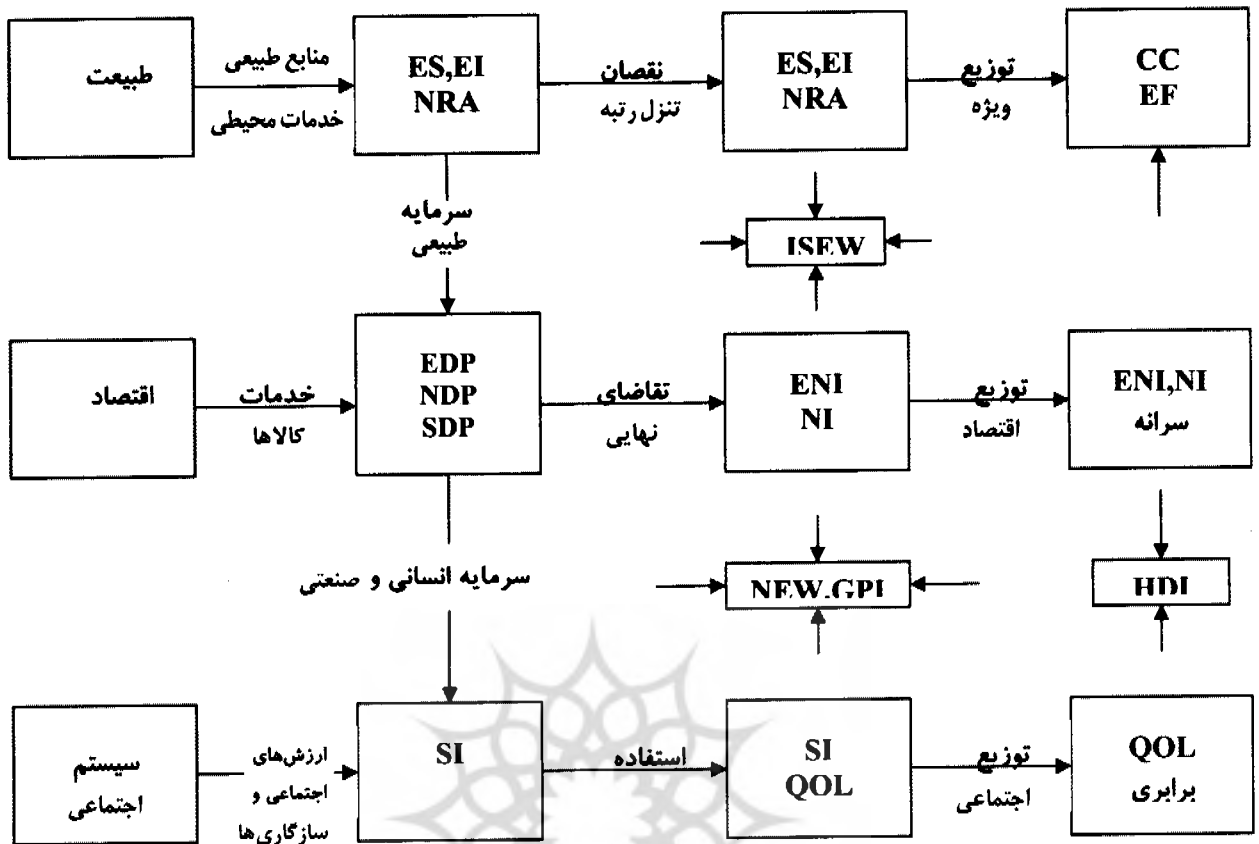 طبیعت
منابع طبیعی
خدمات محیطی
ES,EI
NRA
نقصان
تنزل رتبه
ES,EI
NRA
توزیع
ویژه
CC
EF
سرمایه
طبیعی
ISEW
اقتصاد
خدمات
کالاها
EDP
NDP
SDP
تقاضای
نهایی
ENI
NI
توزیع
اقتصاد
ENI,NI
سرانه
سرمایه انسانی و صنعتی
NEW.GPI
HDI
سیستم
اجتماعی
ارزش‌های
اجتماعی و
سازگاری‌ها
SI
استفاده
SI
QOL
توزیع
اجتماعی
QOL
برابری